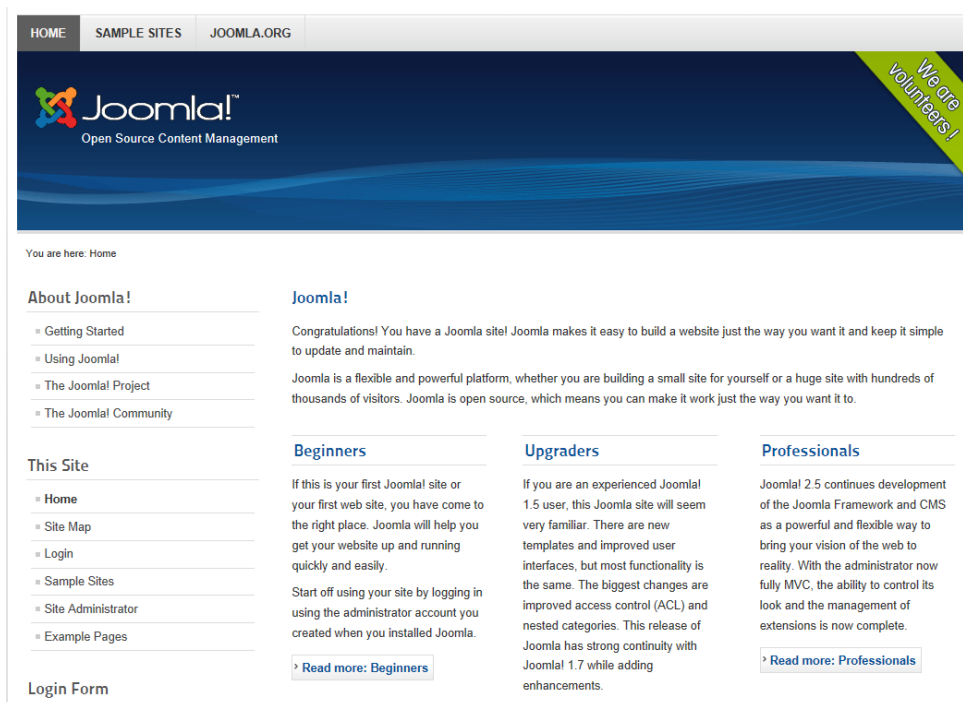 HOME SAMPLE SITES JOOMLA.ORG
We are
volunteers!
Joomla!™
Open Source Content Management
You are here: Home
About Joomla!
Getting Started
Using Joomla!
The Joomla! Project
The Joomla! Community
This Site
Home
Site Map
Login
Sample Sites
Site Administrator
Example Pages
Login Form
Joomla!
Congratulations! You have a Joomla site! Joomla makes it easy to build a website just the way you want it and keep it simple
to update and maintain.
Joomla is a flexible and powerful platform, whether you are building a small site for yourself or a huge site with hundreds of
thousands of visitors. Joomla is open source, which means you can make it work just the way you want it to.
Beginners
If this is your first Joomla! site or
your first web site, you have come to
the right place. Joomla will help you
get your website up and running
quickly and easily.
Start off using your site by logging in
using the administrator account you
created when you installed Joomla.
Read more: Beginners
Upgraders
If you are an experienced Joomla!
1.5 user, this Joomla site will seem
very familiar. There are new
templates and improved user
interfaces, but most functionality is
the same. The biggest changes are
improved access control (ACL) and
nested categories. This release of
Joomla has strong continuity with
Joomla! 1.7 while adding
enhancements.
Professionals
Joomla! 2.5 continues development
of the Joomla Framework and CMS
as a powerful and flexible way to
bring your vision of the web to
reality. With the administrator now
fully MVC, the ability to control its
look and the management of
extensions is now complete.
Read more: Professionals